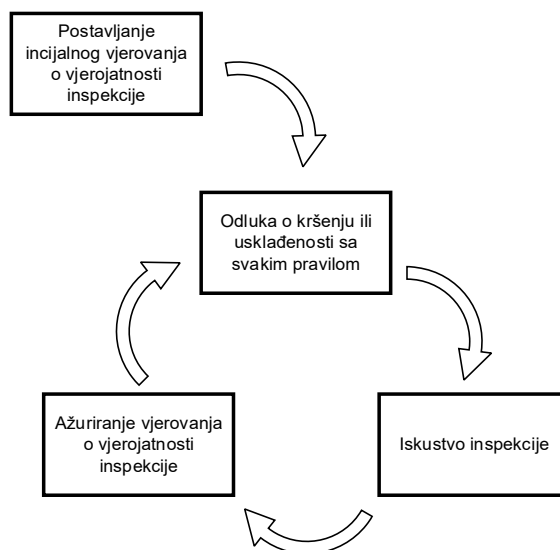 Postavljanje
incijalnog vjerovanja
o vjerojatnosti
inspekcije
Odluka o kršenju ili
usklađenosti sa
svakim pravilom
Ažuriranje vjerovanja
o vjerojatnosti
inspekcije
Iskustvo inspekcije